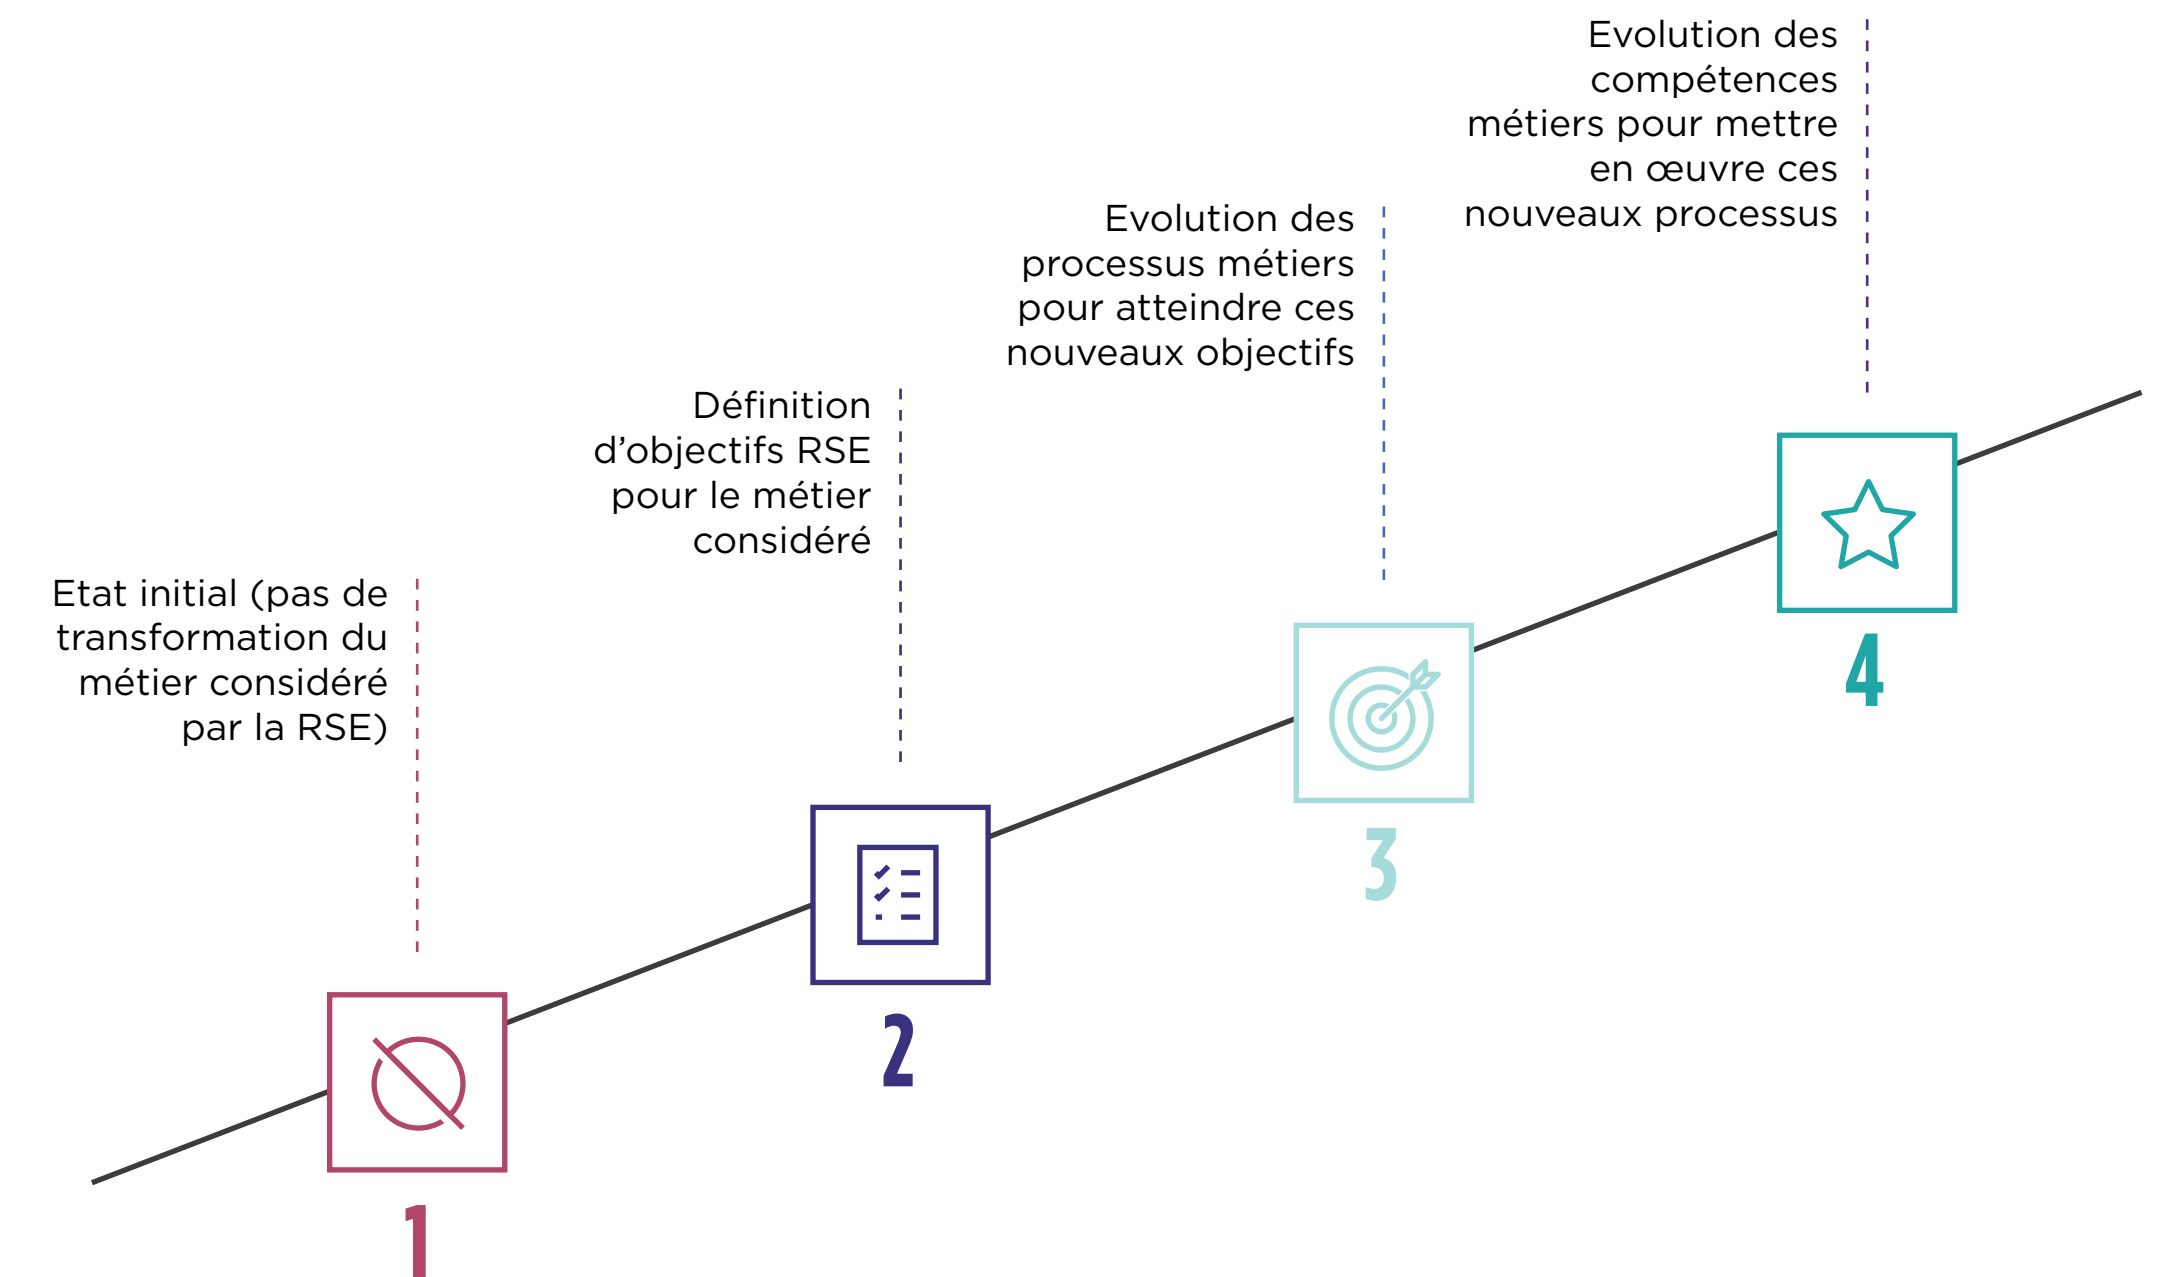 Etat initial (pas de
transformation du
métier considéré
par la RSE)
1
Définition
d’objectifs RSE
pour le métier
considéré
2
Evolution des
processus métiers
pour atteindre ces
nouveaux objectifs
3
Evolution des
compétences
métiers pour mettre
en œuvre ces
nouveaux processus
4